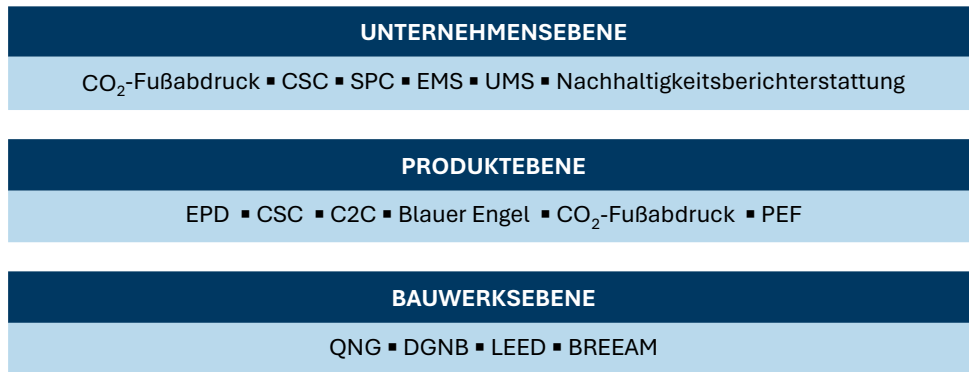 UNTERNEHMENSEBENE
CO₂-Fußabdruck ▪ CSC ▪ SPC ▪ EMS ▪ UMS ▪ Nachhaltigkeitsberichterstattung
PRODUKTEBENE
EPD ▪ CSC ▪ C2C ▪ Blauer Engel ▪ CO₂-Fußabdruck ▪ PEF
BAUWERKSEBENE
QNG ▪ DGNB ▪ LEED ▪ BREEAM